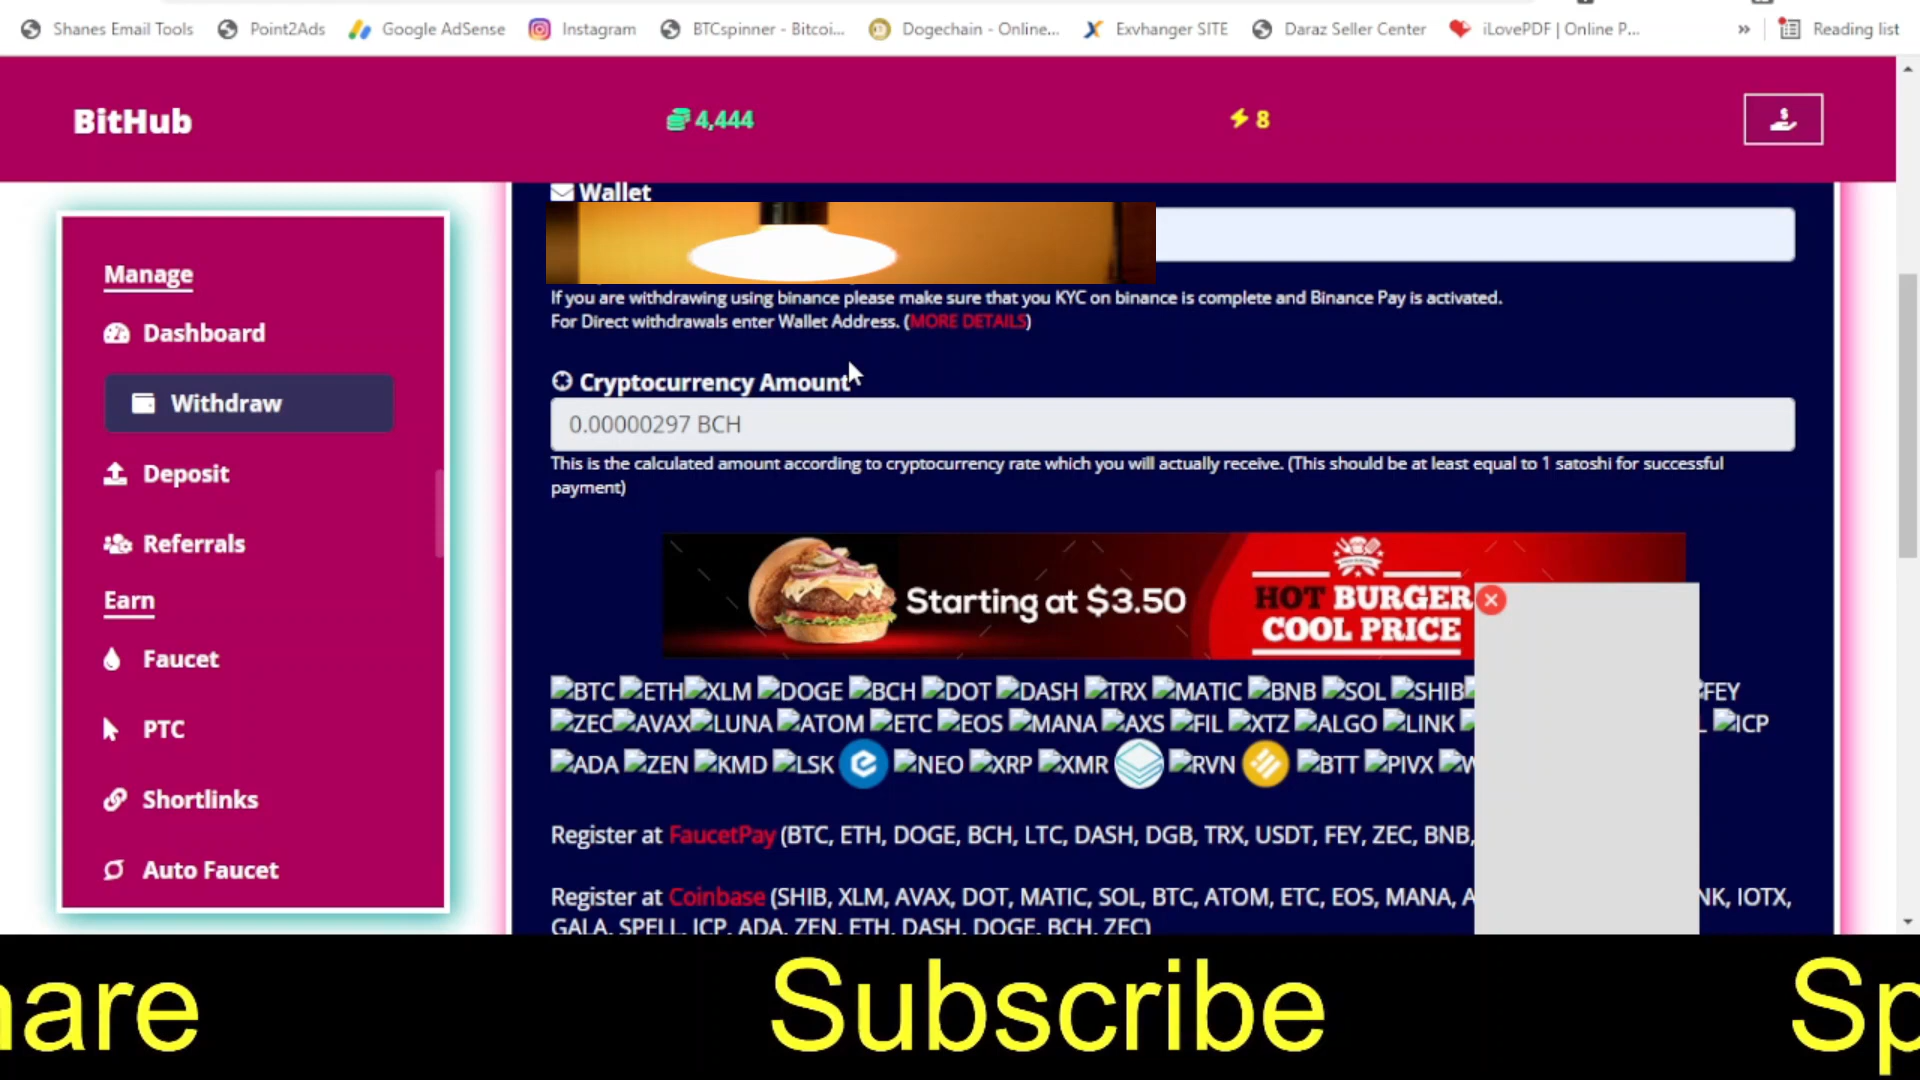 Shanes Email Tools Point2Ads Google AdSense Instagram BTCspinner - Bitcoi... Dogechain - Online... Exvhanger SITE Daraz Seller Center iLovePDF | Online P... » Reading list
BitHub 4,444 8
Wallet
If you are withdrawing using binance please make sure that you KYC on binance is complete and Binance Pay is activated.
For Direct withdrawals enter Wallet Address. (MORE DETAILS)
Cryptocurrency Amount
0.00000297 BCH
This is the calculated amount according to cryptocurrency rate which you will actually receive. (This should be at least equal to 1 satoshi for successful
payment)
Manage
Dashboard
Withdraw
Deposit
Referrals
Earn
Faucet
PTC
Shortlinks
Auto Faucet
Starting at $3.50
HOT BURGER
COOL PRICE
BTC ETH XLM DOGE BCH DOT DASH TRX MATIC BNB SOL SHIB FEY
ZEC AVAX LUNA ATOM ETC EOS MANA AXS FIL XTZ ALGO LINK L ICP
ADA ZEN KMD LSK NEO XRP XMR RVN BTT PIVX
Register at FaucetPay (BTC, ETH, DOGE, BCH, LTC, DASH, DGB, TRX, USDT, FEY, ZEC, BNB,
Register at Coinbase (SHIB, XLM, AVAX, DOT, MATIC, SOL, BTC, ATOM, ETC, EOS, MANA, A NK, IOTX,
GALA, SPELL, ICP, ADA, ZEN, ETH, DASH, DOGE, BCH, ZEC)
hare Subscribe Sp